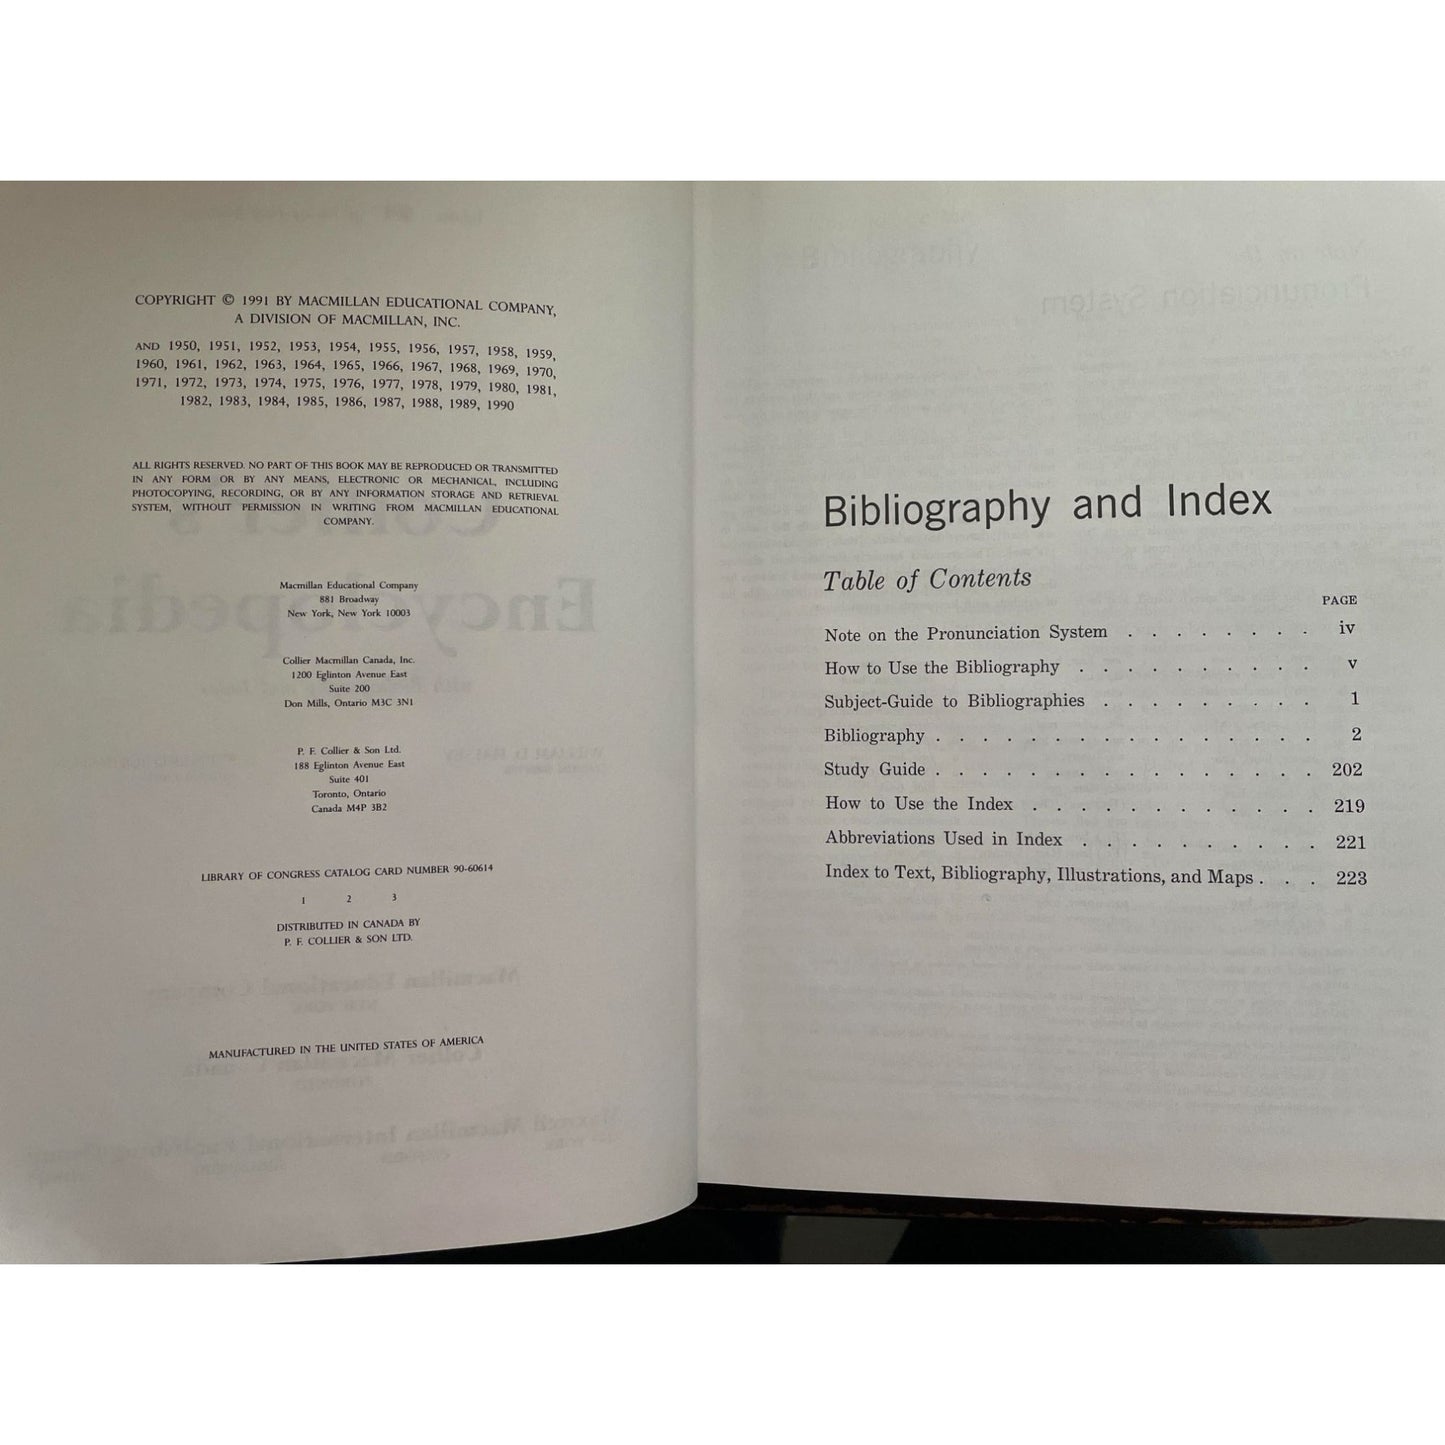 COPYRIGHT © 1991 BY MACMILLAN EDUCATIONAL COMPANY,
A DIVISION OF MACMILLAN, INC.
AND 1950, 1951, 1952, 1953, 1954, 1955, 1956, 1957, 1958, 1959,
1960, 1961, 1962, 1963, 1964, 1965, 1966, 1967, 1968, 1969, 1970,
1971, 1972, 1973, 1974, 1975, 1976, 1977, 1978, 1979, 1980, 1981,
1982, 1983, 1984, 1985, 1986, 1987, 1988, 1989, 1990
ALL RIGHTS RESERVED. NO PART OF THIS BOOK MAY BE REPRODUCED OR TRANSMITTED
IN ANY FORM OR BY ANY MEANS, ELECTRONIC OR MECHANICAL, INCLUDING
PHOTOCOPYING, RECORDING, OR BY ANY INFORMATION STORAGE AND RETRIEVAL
SYSTEM, WITHOUT PERMISSION IN WRITING FROM MACMILLAN EDUCATIONAL
COMPANY.
Macmillan Educational Company
881 Broadway
New York, New York 10003
Collier Macmillan Canada, Inc.
1200 Eglinton Avenue East
Suite 200
Don Mills, Ontario M3C 3N1
P. F. Collier & Son Ltd.
188 Eglinton Avenue East
Suite 401
Toronto, Ontario
Canada M4P 3B2
LIBRARY OF CONGRESS CATALOG CARD NUMBER 90-60614
1 2 3
DISTRIBUTED IN CANADA BY
P. F. COLLIER & SON LTD.
MANUFACTURED IN THE UNITED STATES OF AMERICA
Bibliography and Index
Table of Contents
PAGE
Note on the Pronunciation System . . . . . . . . iv
How to Use the Bibliography . . . . . . . . . . v
Subject-Guide to Bibliographies . . . . . . . . . 1
Bibliography . . . . . . . . . . . . . . . . 2
Study Guide . . . . . . . . . . . . . . . . 202
How to Use the Index . . . . . . . . . . . . 219
Abbreviations Used in Index . . . . . . . . . . 221
Index to Text, Bibliography, Illustrations, and Maps . . . 223